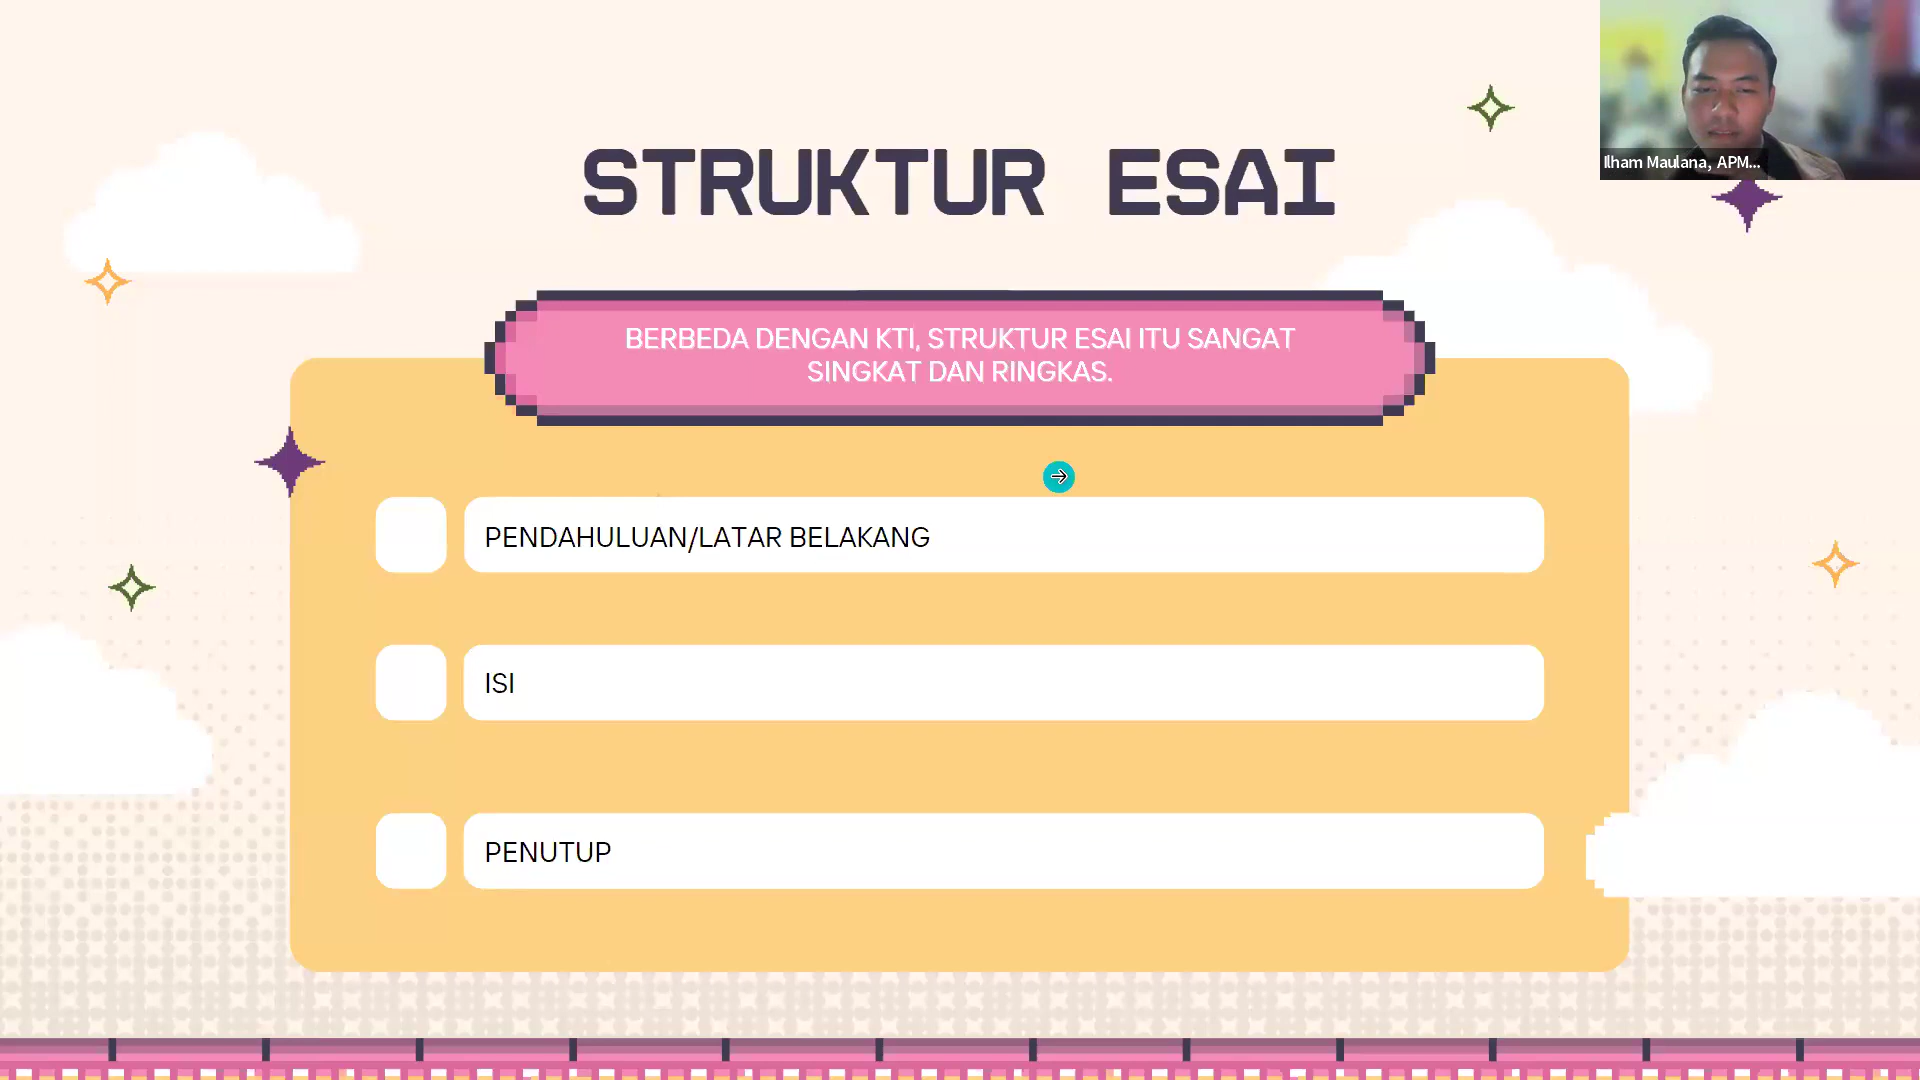 STRUKTUR ESAI
Ilham Maulana, APM...
BERBEDA DENGAN KTI, STRUKTUR ESAI ITU SANGAT
SINGKAT DAN RINGKAS.
PENDAHULUAN/LATAR BELAKANG
ISI
PENUTUP